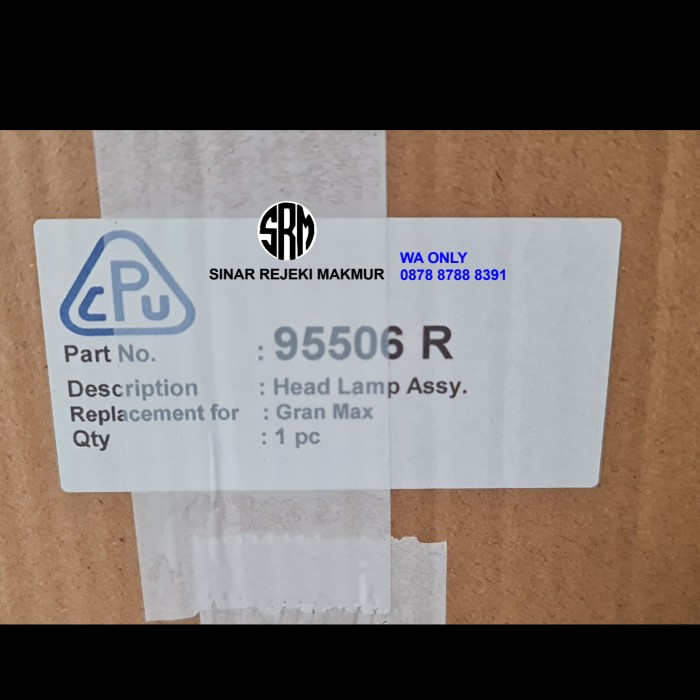 SRM
SINAR REJEKI MAKMUR
WA ONLY
0878 8788 8391
CPU
Part No. : 95506 R
Description : Head Lamp Assy.
Replacement for : Gran Max
Qty : 1 pc